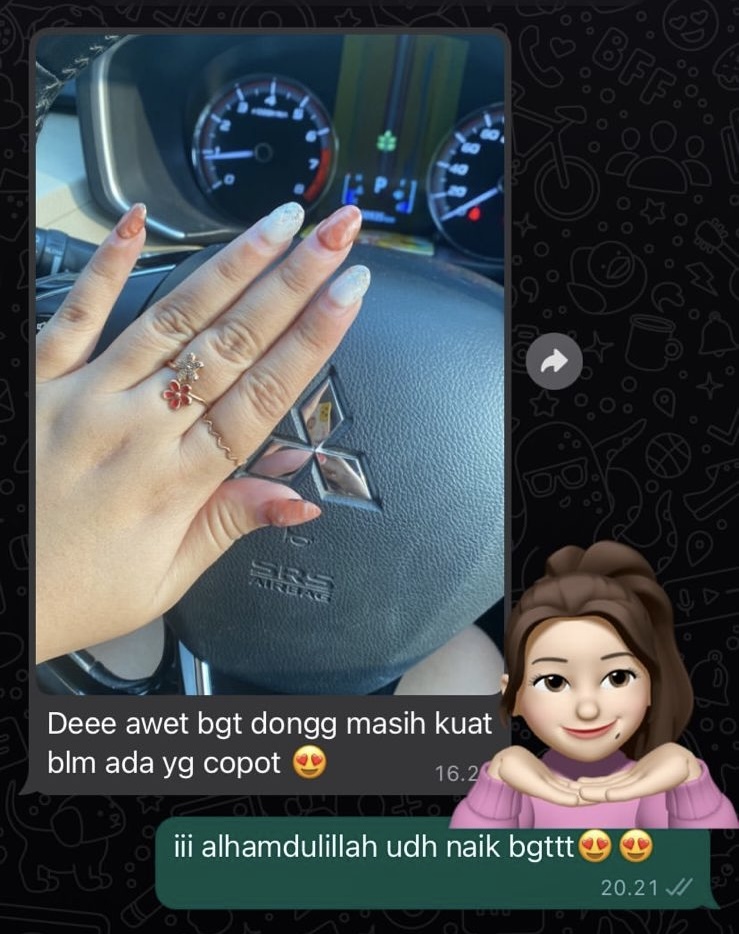 P
SRS
AIRBAG
Deee awet bgt dongg masih kuat
blm ada yg copot 😍
16.2
iii alhamdulillah udh naik bgttt😍😍
20.21